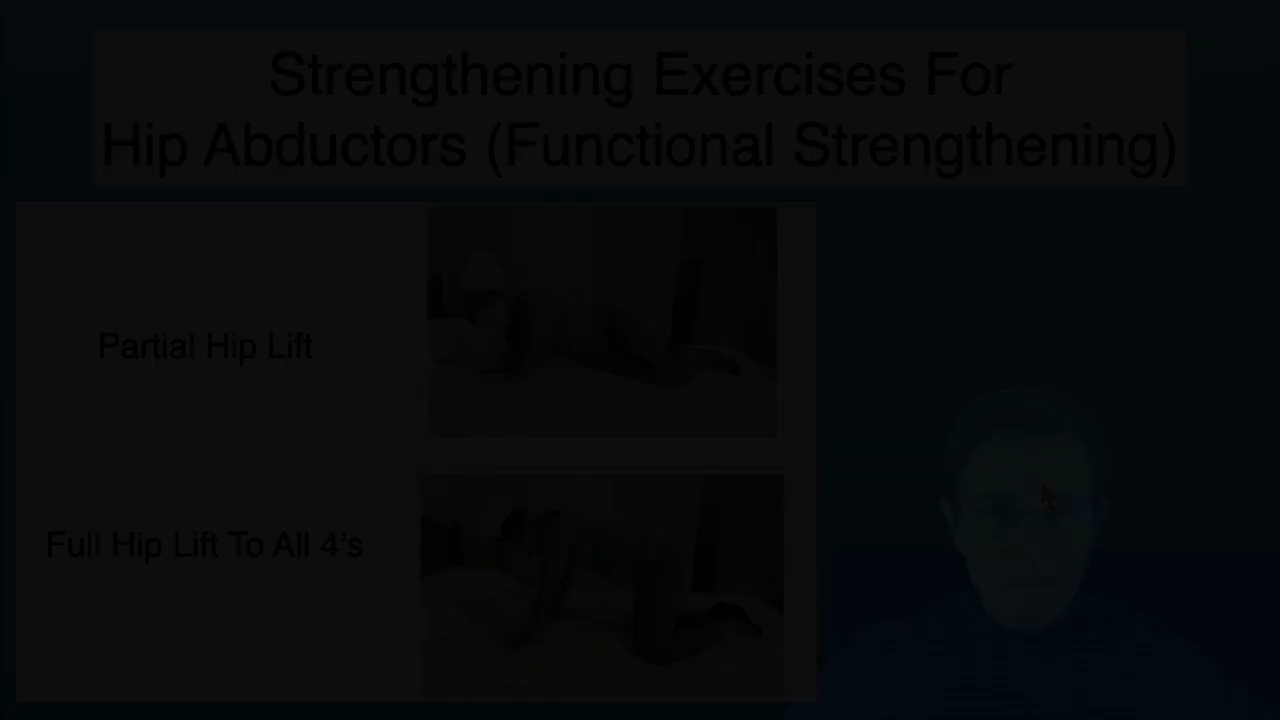 Strengthening Exercises For
Hip Abductors (Functional Strengthening)
Partial Hip Lift
Full Hip Lift To All 4's